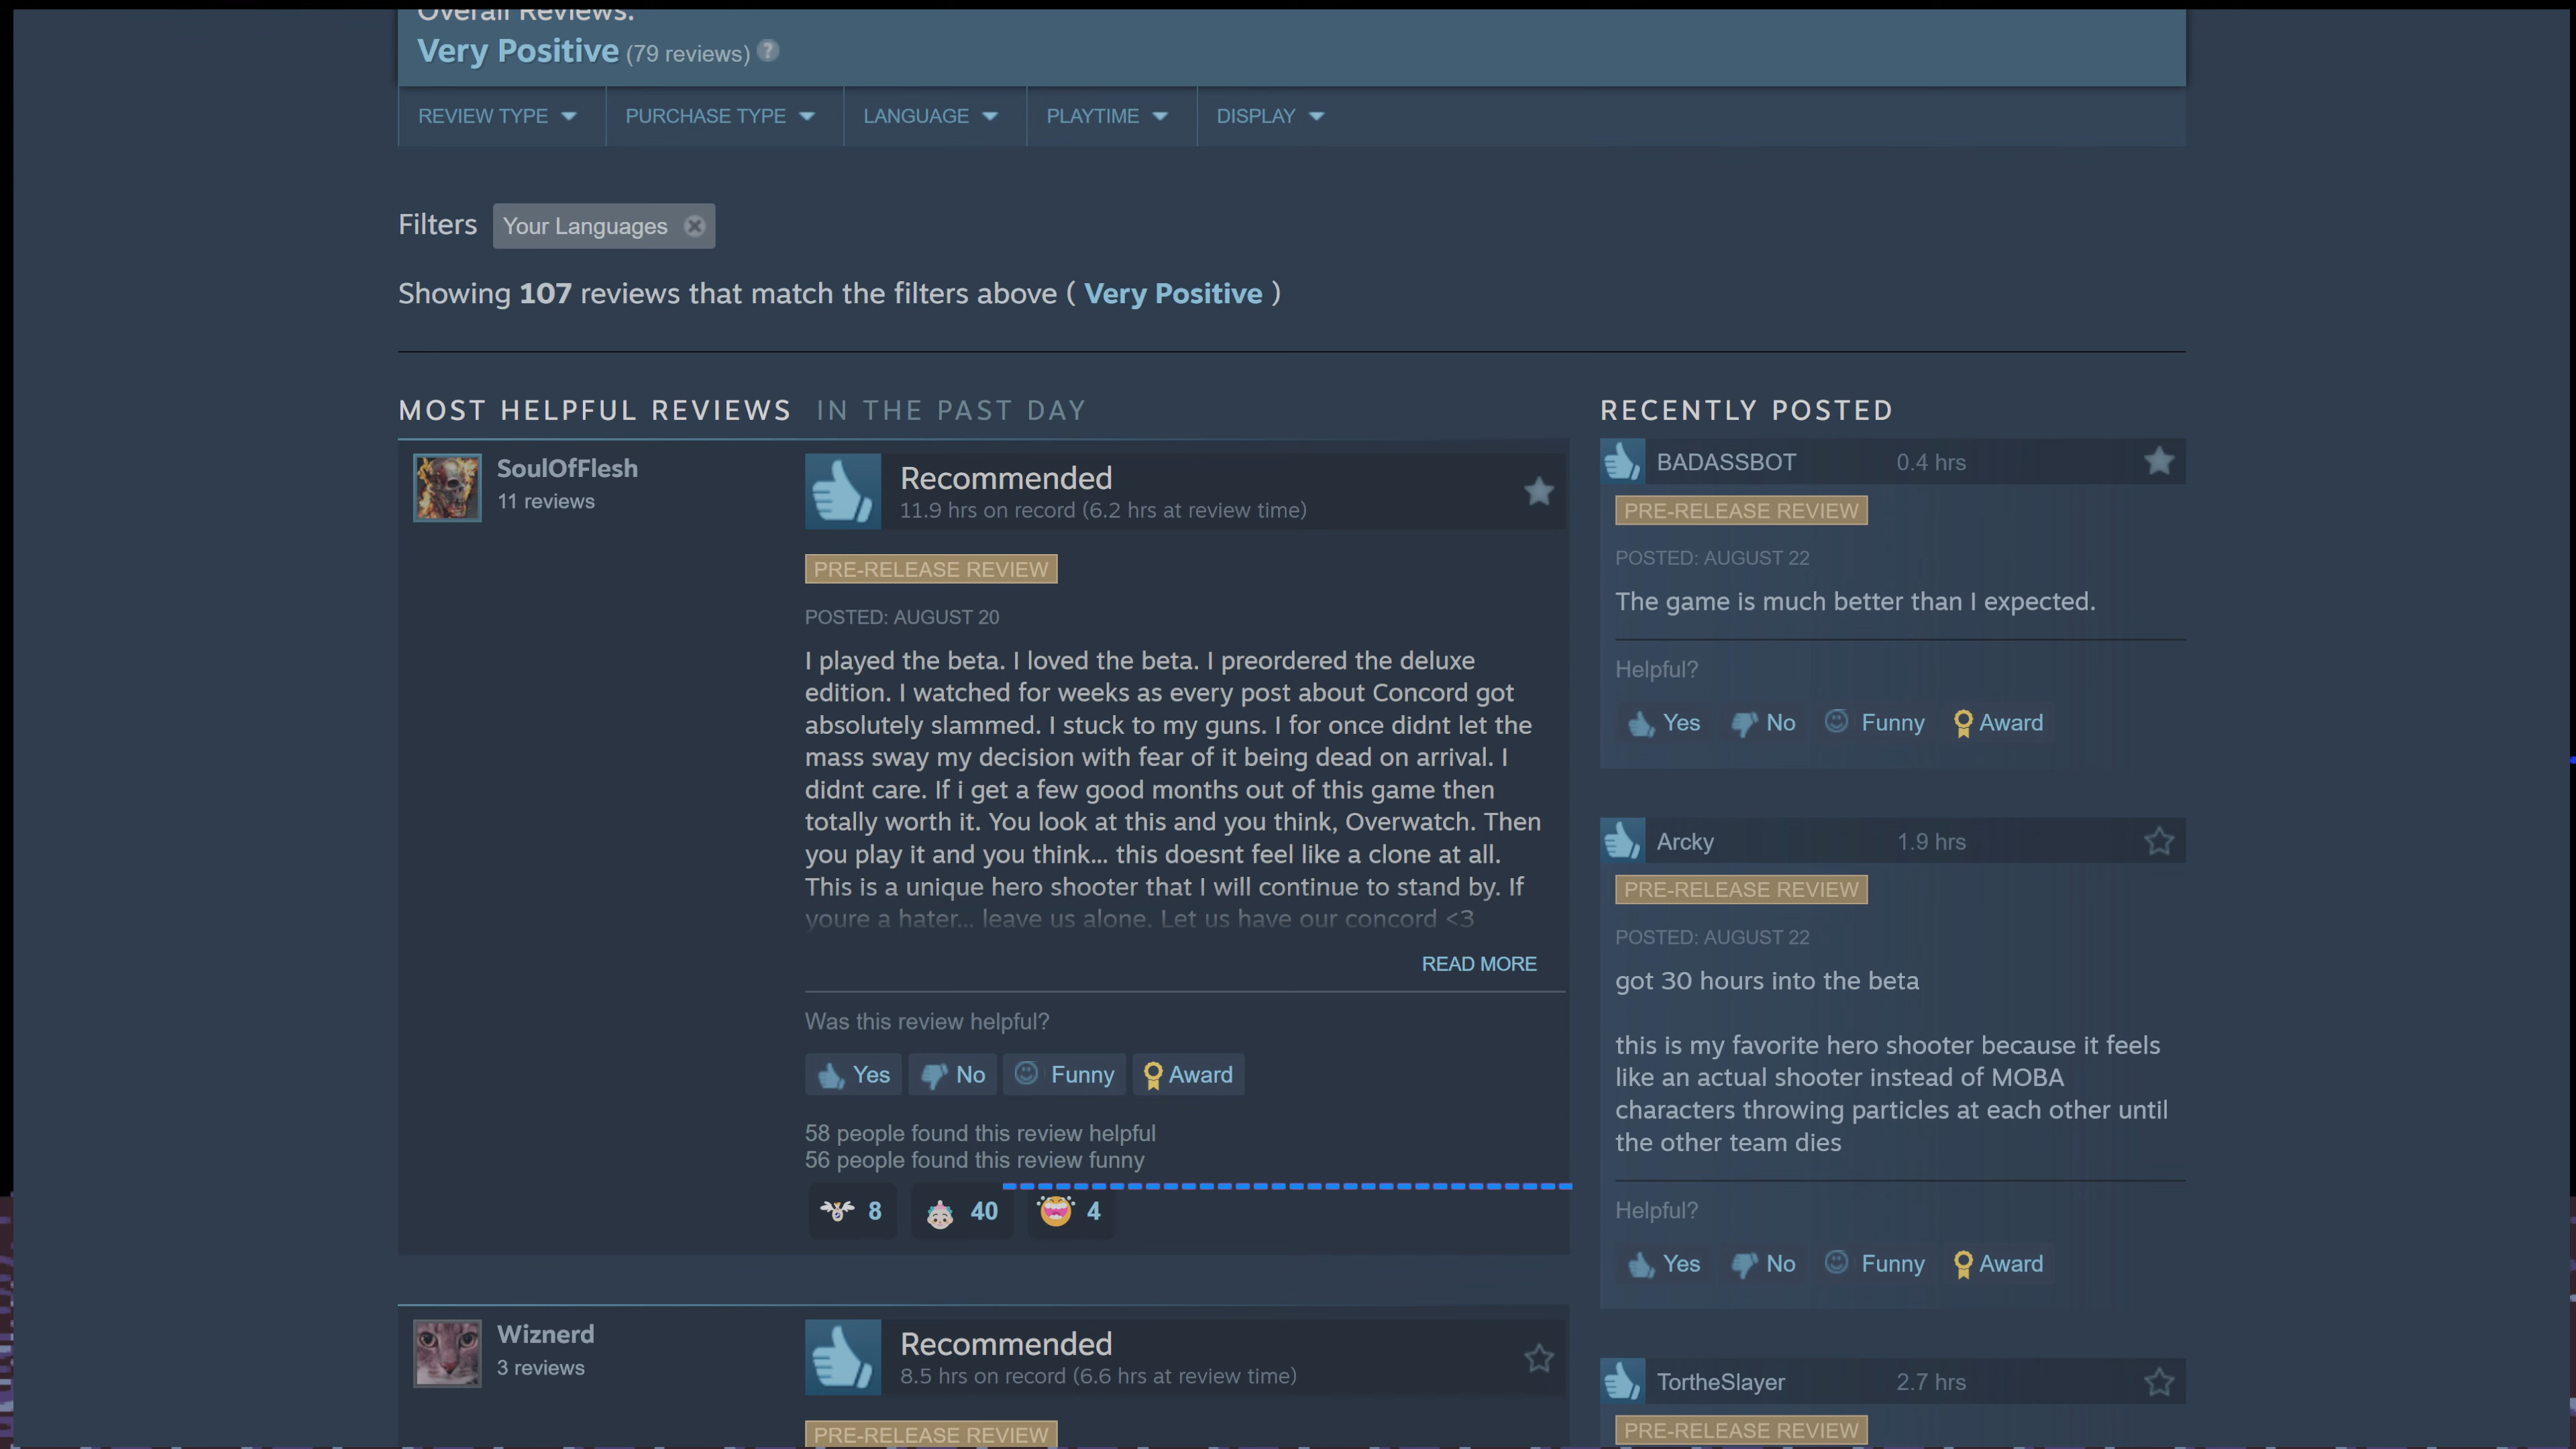 Overall Reviews:
Very Positive (79 reviews) ?
REVIEW TYPE
PURCHASE TYPE
LANGUAGE
PLAYTIME
DISPLAY
Filters
Your Languages
Showing 107 reviews that match the filters above ( Very Positive )
MOST HELPFUL REVIEWS IN THE PAST DAY
SoulOfFlesh
11 reviews
Recommended
11.9 hrs on record (6.2 hrs at review time)
PRE-RELEASE REVIEW
POSTED: AUGUST 20
I played the beta. I loved the beta. I preordered the deluxe
edition. I watched for weeks as every post about Concord got
absolutely slammed. I stuck to my guns. I for once didnt let the
mass sway my decision with fear of it being dead on arrival. I
didnt care. If i get a few good months out of this game then
totally worth it. You look at this and you think, Overwatch. Then
you play it and you think... this doesnt feel like a clone at all.
This is a unique hero shooter that I will continue to stand by. If
youre a hater... leave us alone. Let us have our concord <3
READ MORE
Was this review helpful?
Yes
No
Funny
Award
58 people found this review helpful
56 people found this review funny
8
40
4
Wiznerd
3 reviews
Recommended
8.5 hrs on record (6.6 hrs at review time)
PRE-RELEASE REVIEW
RECENTLY POSTED
BADASSBOT
0.4 hrs
PRE-RELEASE REVIEW
POSTED: AUGUST 22
The game is much better than I expected.
Helpful?
Yes
No
Funny
Award
Arcky
1.9 hrs
PRE-RELEASE REVIEW
POSTED: AUGUST 22
got 30 hours into the beta
this is my favorite hero shooter because it feels
like an actual shooter instead of MOBA
characters throwing particles at each other until
the other team dies
Helpful?
Yes
No
Funny
Award
TortheSlayer
2.7 hrs
PRE-RELEASE REVIEW